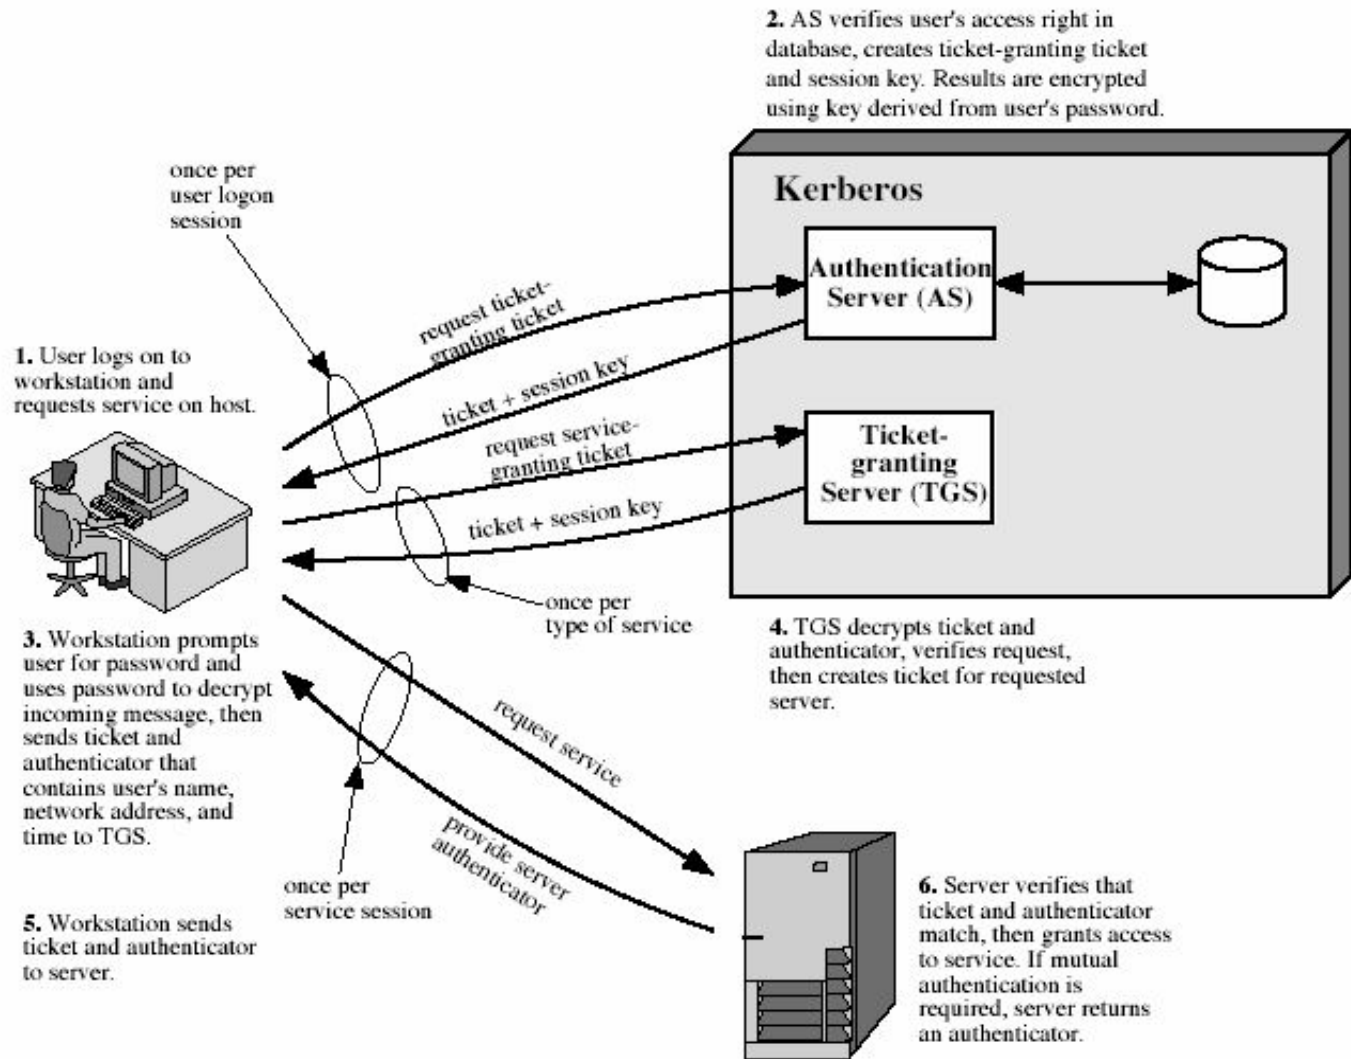 2. AS verifies user's access right in
database, creates ticket-granting ticket
and session key. Results are encrypted
using key derived from user's password.
once per
user logon
session
Kerberos
Authentication
Server (AS)
request ticket-
granting ticket
1. User logs on to
workstation and
requests service on host.
ticket + session key
request service-
granting ticket
Ticket-
granting
Server (TGS)
ticket + session key
once per
type of service
3. Workstation prompts
user for password and
uses password to decrypt
incoming message, then
sends ticket and
authenticator that
contains user's name,
network address, and
time to TGS.
4. TGS decrypts ticket and
authenticator, verifies request,
then creates ticket for requested
server.
request service
provide server
authenticator
once per
service session
5. Workstation sends
ticket and authenticator
to server.
6. Server verifies that
ticket and authenticator
match, then grants access
to service. If mutual
authentication is
required, server returns
an authenticator.